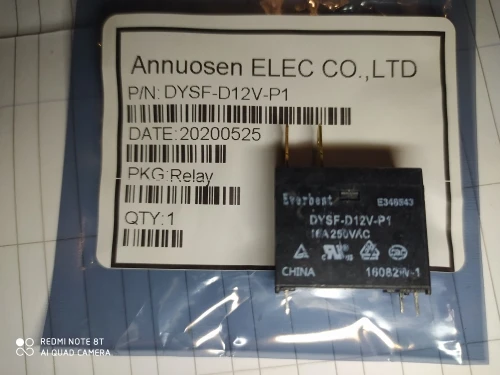 Annuosen ELEC CO.,LTD
P/N: DYSF-D12V-P1
DATE:20200525
PKG:Relay
QTY:1
Everbest
E346843
DYSF-D12V-P1
16A 250VAC
CHINA
REDMI NOTE 8T
AI QUAD CAMERA